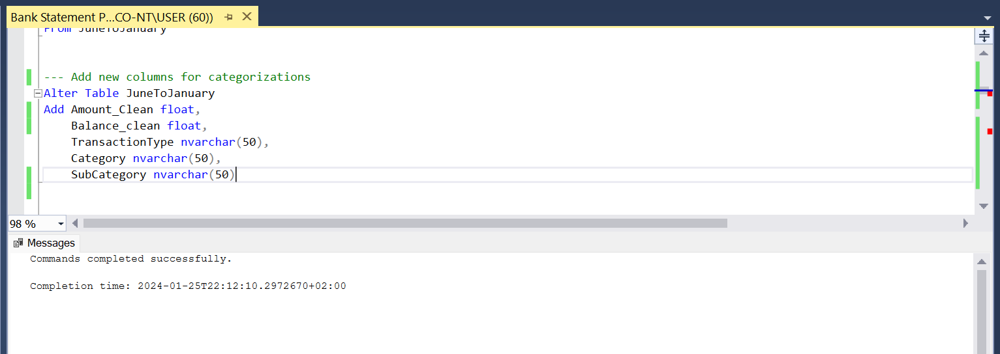 Bank Statement P...CO-NT\USER (60))
From JuneToJanuary
--- Add new columns for categorizations
Alter Table JuneToJanuary
Add Amount_Clean float,
Balance_clean float,
TransactionType nvarchar(50),
Category nvarchar(50),
SubCategory nvarchar(50)
98 %
Messages
Commands completed successfully.
Completion time: 2024-01-25T22:12:10.2972670+02:00